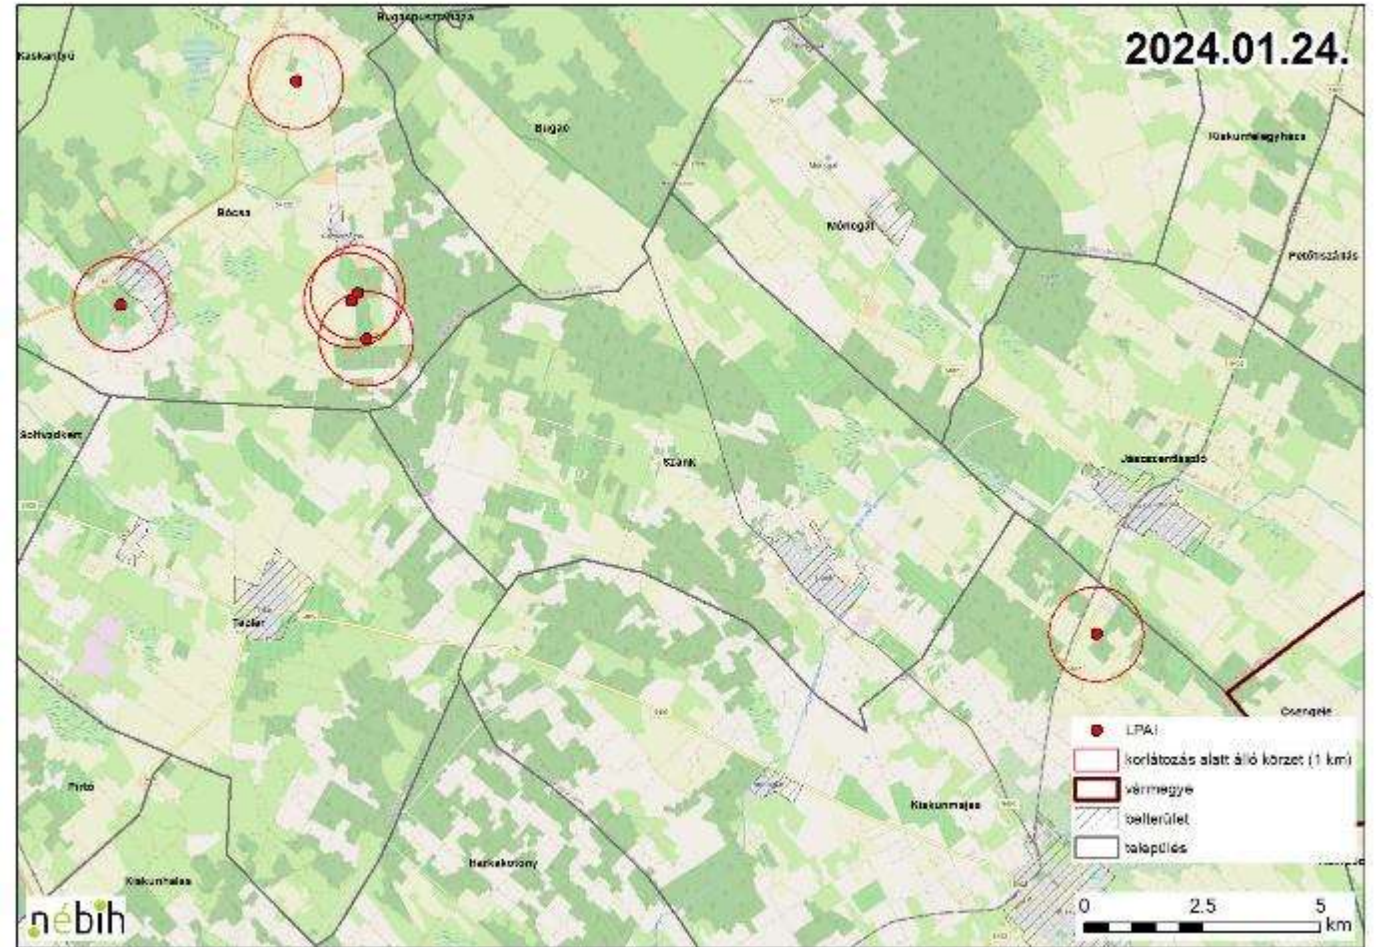 Bugacpusztaháza
2024.01.24.
Kaskantyú
Bugac
Kiskunfélegyháza
Bócsa
Móricgát
Petőfiszállás
Soltvadkert
Szank
Jászszentlászló
Tázlár
Csengele
LPAI
korlátozás alatt álló körzet (1 km)
vármegye
belterület
település
Pirtó
Kiskunmajsa
Harkakötöny
Kiskunhalas
nébih
0 2.5 5
km